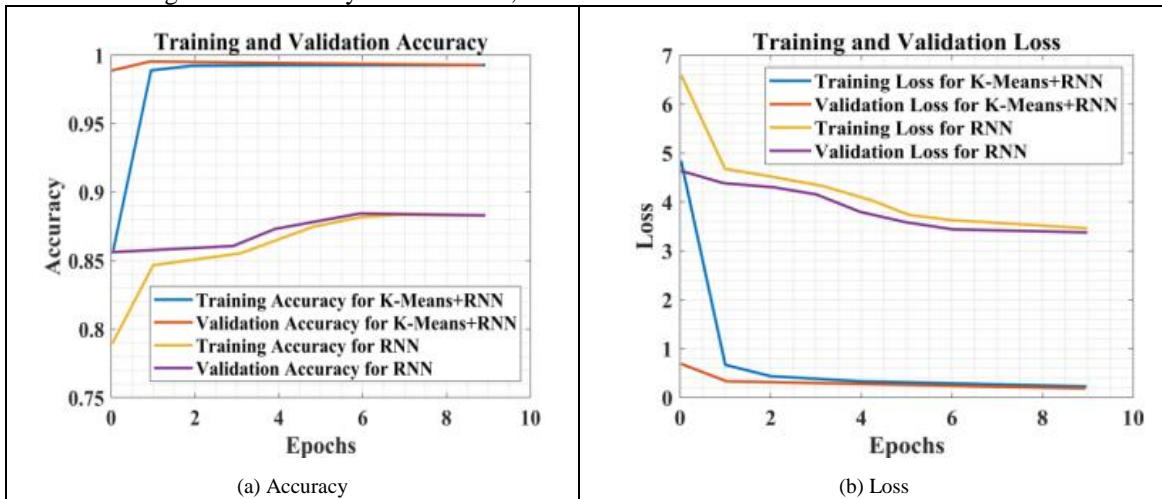 Training and Validation Accuracy
1
0.95
0.9
0.85
0.8
0.75
Accuracy
Training Accuracy for K-Means+RNN
Validation Accuracy for K-Means+RNN
Training Accuracy for RNN
Validation Accuracy for RNN
0 2 4 6 8 10
Epochs
(a) Accuracy
Training and Validation Loss
7
6
5
4
3
2
1
0
Loss
Training Loss for K-Means+RNN
Validation Loss for K-Means+RNN
Training Loss for RNN
Validation Loss for RNN
0 2 4 6 8 10
Epochs
(b) Loss